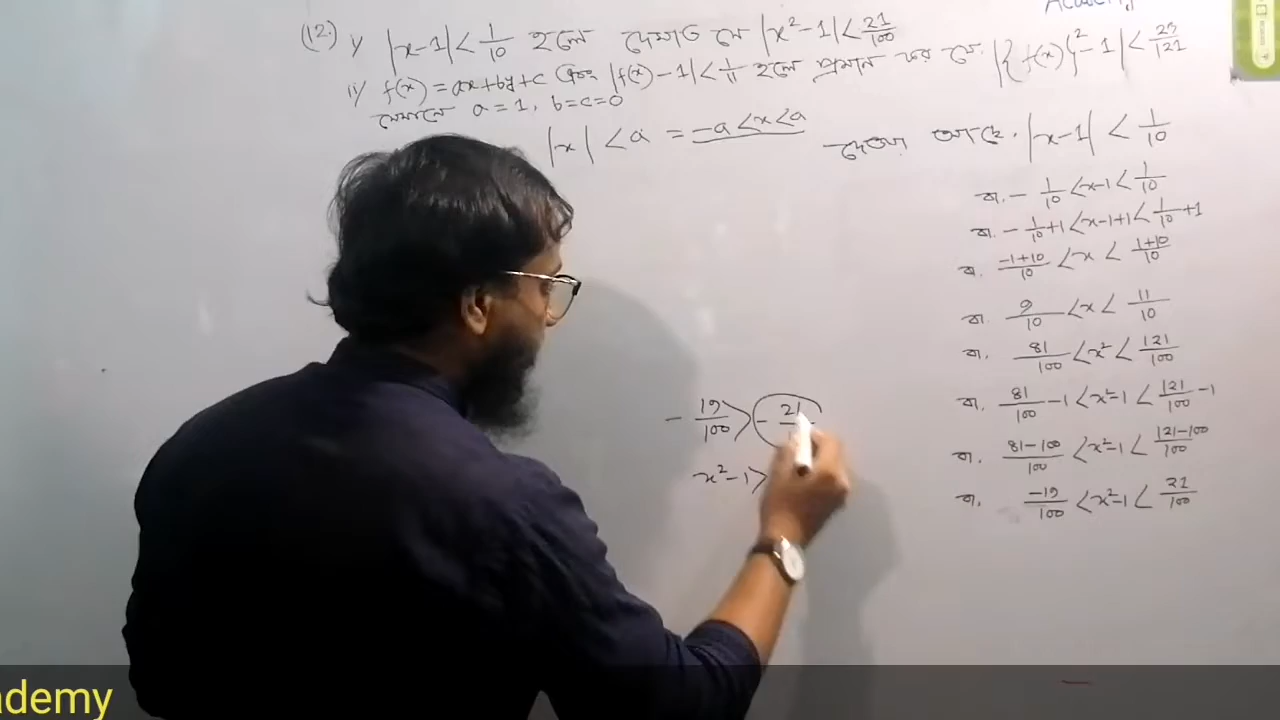 (12) i) |x-1| < 1/10 হলে দেখাও যে |x²-1| < 21/100
ii) f(x) = ax+by+c এবং |f(x)-1| < 1/11 হলে প্রমাণ কর যে, |{f(x)}²-1| < 23/121
যেখানে a = 1, b = c = 0
|x| < a = -a < x < a
দেওয়া আছে, |x-1| < 1/10
বা, - 1/10 < x-1 < 1/10
বা, - 1/10 +1 < x-1+1 < 1/10 +1
বা, -1+10/10 < x < 1+10/10
বা, 9/10 < x < 11/10
বা, 81/100 < x² < 121/100
বা, 81/100 -1 < x²-1 < 121/100 -1
বা, 81-100/100 < x²-1 < 121-100/100
বা, -19/100 < x²-1 < 21/100
- 19/100 > - 21
x²-1 >
ademy